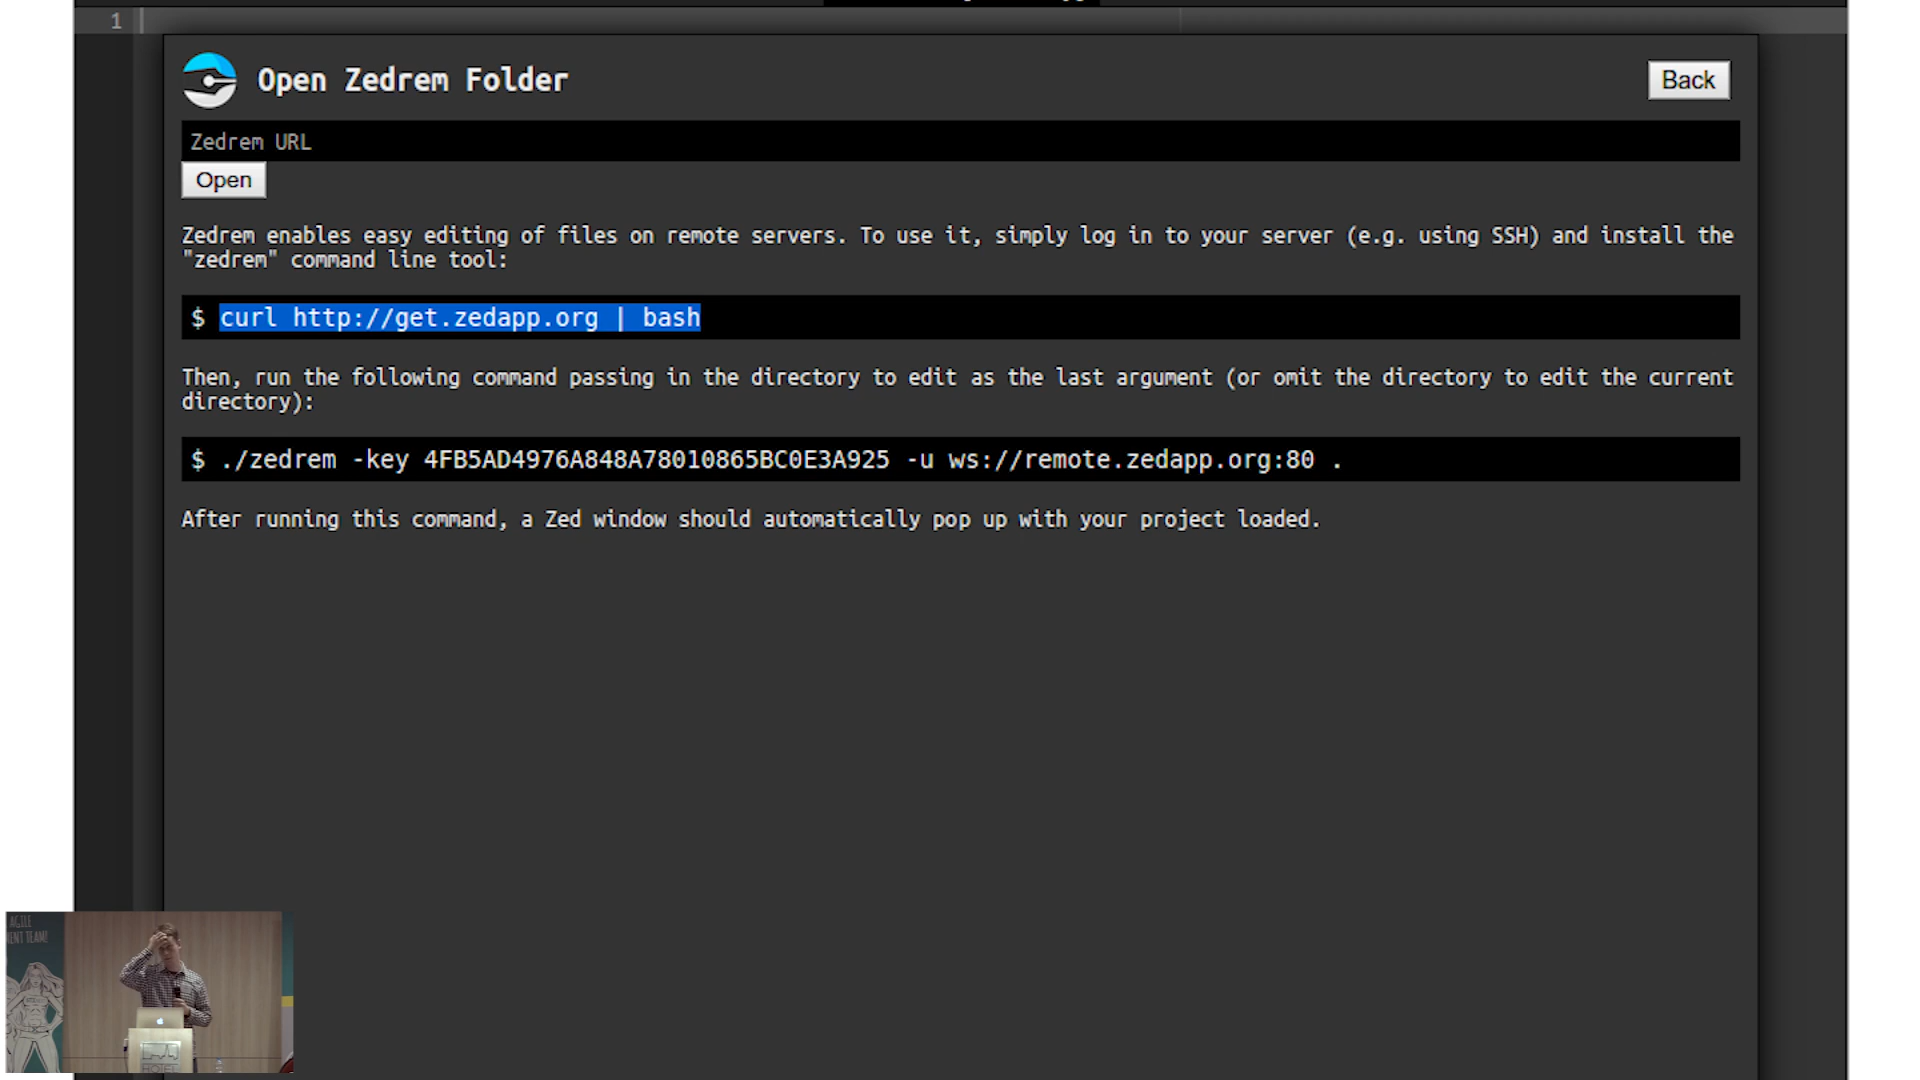 1
Open Zedrem Folder
Back
Zedrem URL
Open
Zedrem enables easy editing of files on remote servers. To use it, simply log in to your server (e.g. using SSH) and install the
"zedrem" command line tool:
$ curl http://get.zedapp.org | bash
Then, run the following command passing in the directory to edit as the last argument (or omit the directory to edit the current
directory):
$ ./zedrem -key 4FB5AD4976A848A78010865BC0E3A925 -u ws://remote.zedapp.org:80 .
After running this command, a Zed window should automatically pop up with your project loaded.
AGILE
TEAM!
HOTEL